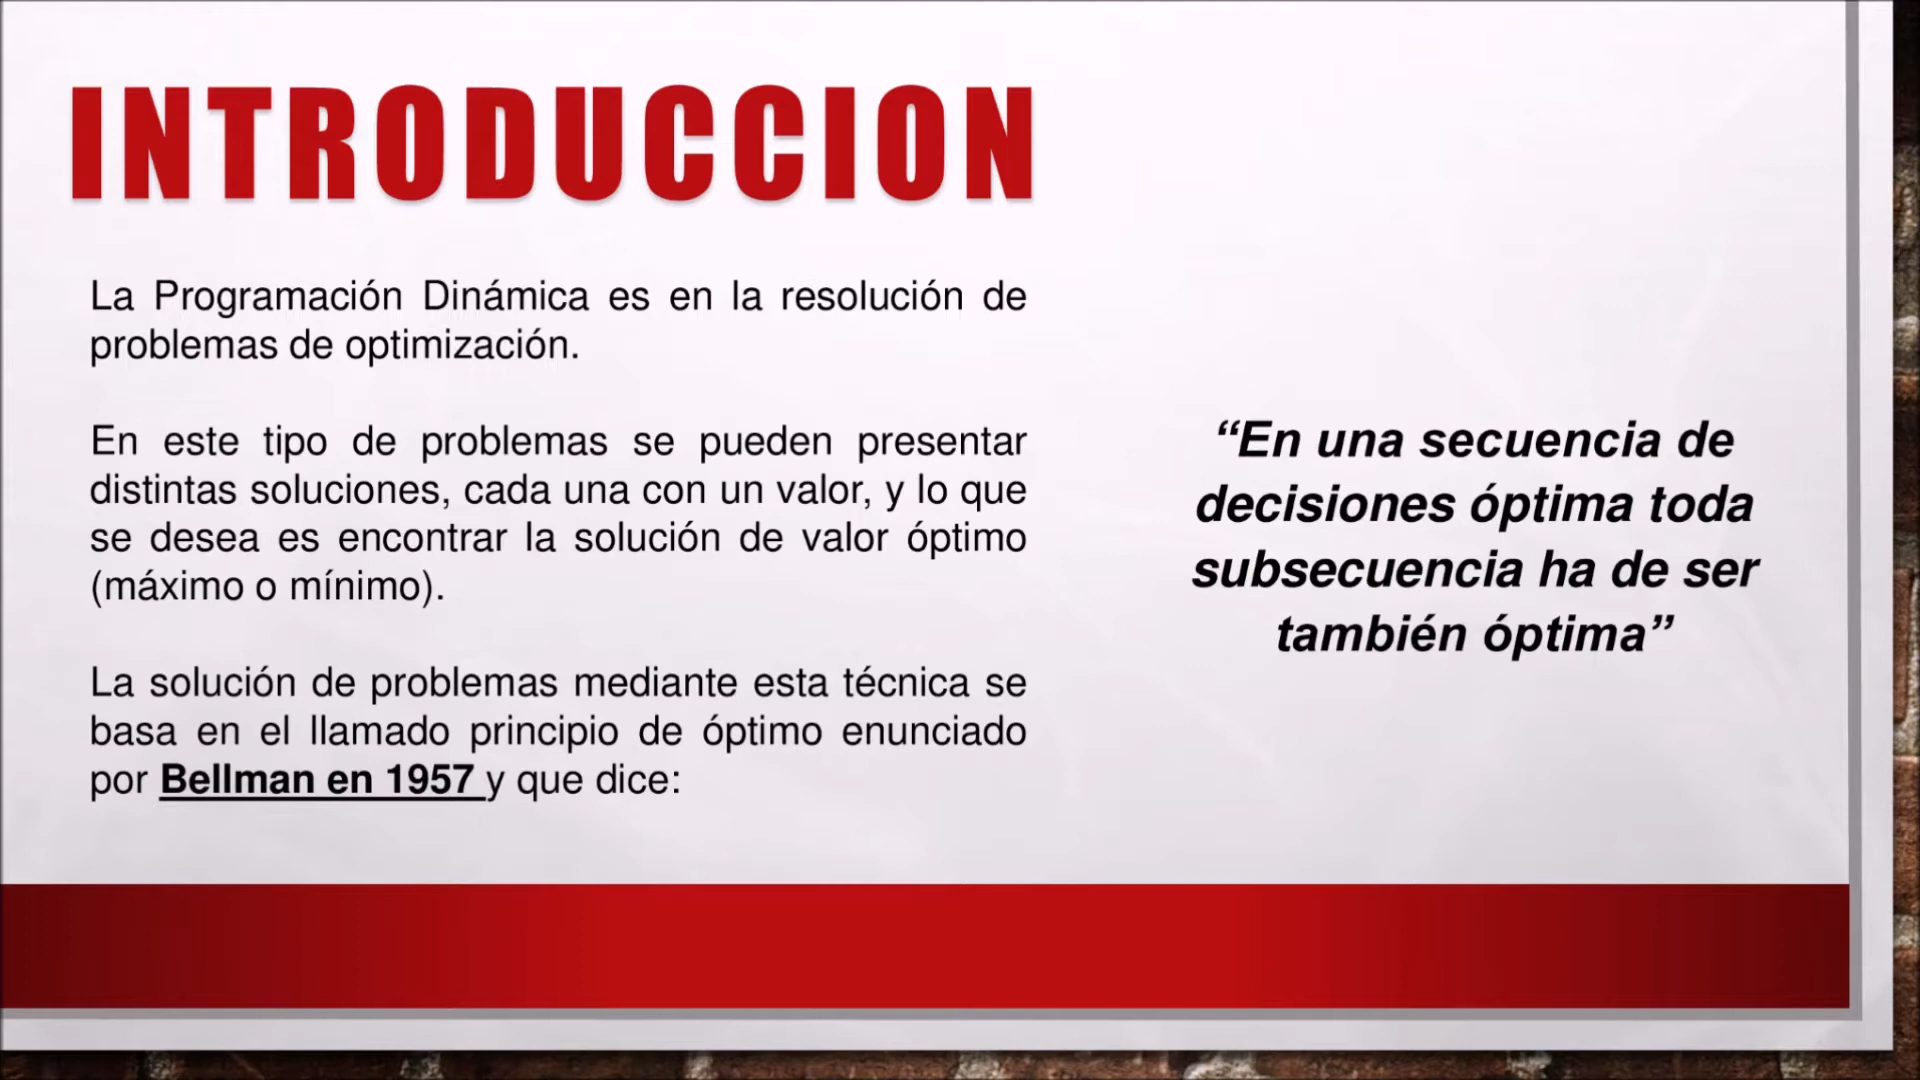 INTRODUCCION
La Programación Dinámica es en la resolución de
problemas de optimización.
En este tipo de problemas se pueden presentar
distintas soluciones, cada una con un valor, y lo que
se desea es encontrar la solución de valor óptimo
(máximo o mínimo).
La solución de problemas mediante esta técnica se
basa en el llamado principio de óptimo enunciado
por Bellman en 1957 y que dice:
“En una secuencia de
decisiones óptima toda
subsecuencia ha de ser
también óptima”